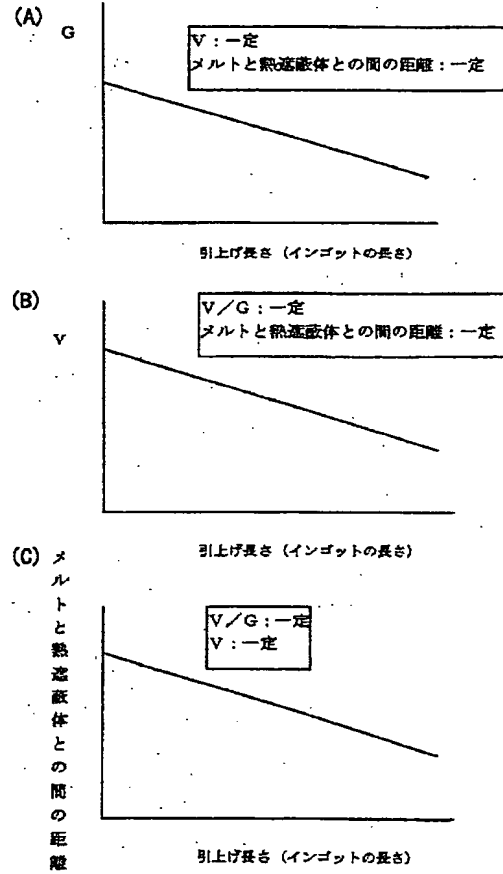 (A)
G
V:一定
メルトと熱遮蔽体との間の距離:一定
引上げ長さ(インゴットの長さ)
(B)
V
V/G:一定
メルトと熱遮蔽体との間の距離:一定
引上げ長さ(インゴットの長さ)
(C)
メルトと熱遮蔽体との間の距離
V/G:一定
V:一定
引上げ長さ(インゴットの長さ)